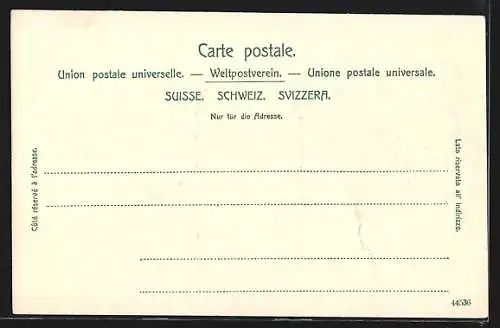 Carte postale.
Union postale universelle. — Weltpostverein. — Unione postale universale.
SUISSE. SCHWEIZ. SVIZZERA.
Nur für die Adresse.
Côté réservé à l'adresse.
Lato riservata all' indirizzo.
44536